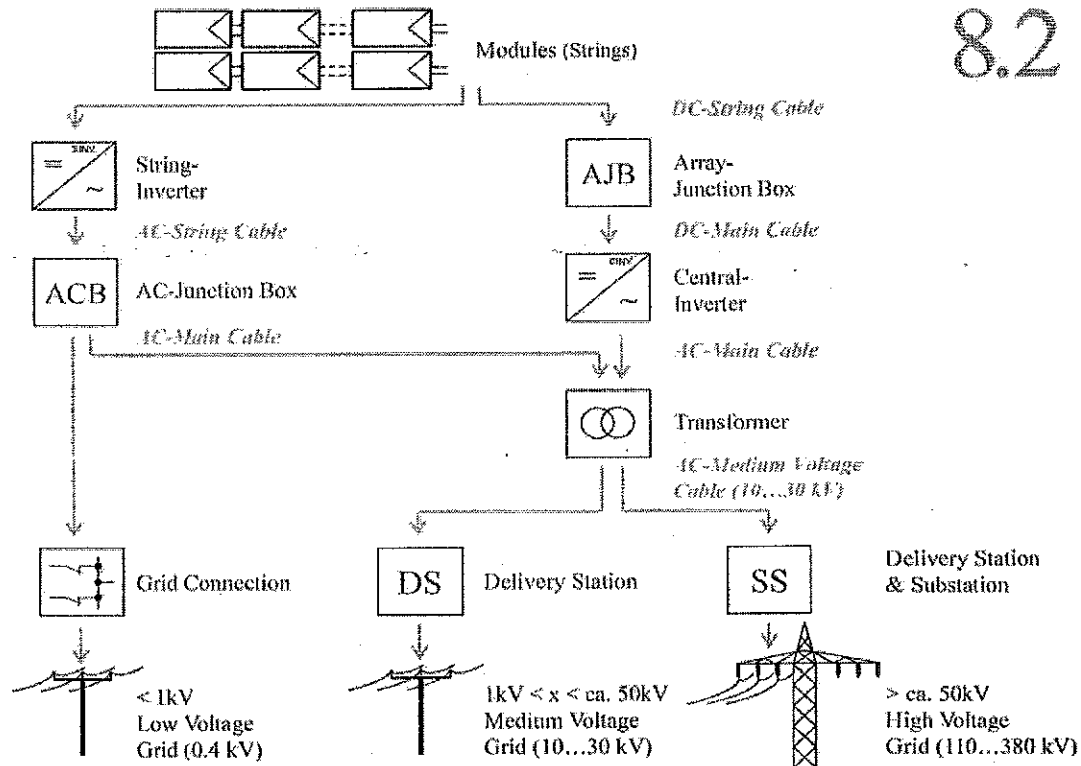 8.2
Modules (Strings)
DC-String Cable
SINV.
String-
Inverter
AJB
Array-
Junction Box
AC-String Cable
DC-Main Cable
ACB
AC-Junction Box
CINV.
Central-
Inverter
AC-Main Cable
AC-Main Cable
Transformer
AC-Medium Voltage
Cable (10...30 kV)
Grid Connection
DS
Delivery Station
SS
Delivery Station
& Substation
< 1kV
Low Voltage
Grid (0.4 kV)
1kV < x < ca. 50kV
Medium Voltage
Grid (10...30 kV)
> ca. 50kV
High Voltage
Grid (110...380 kV)